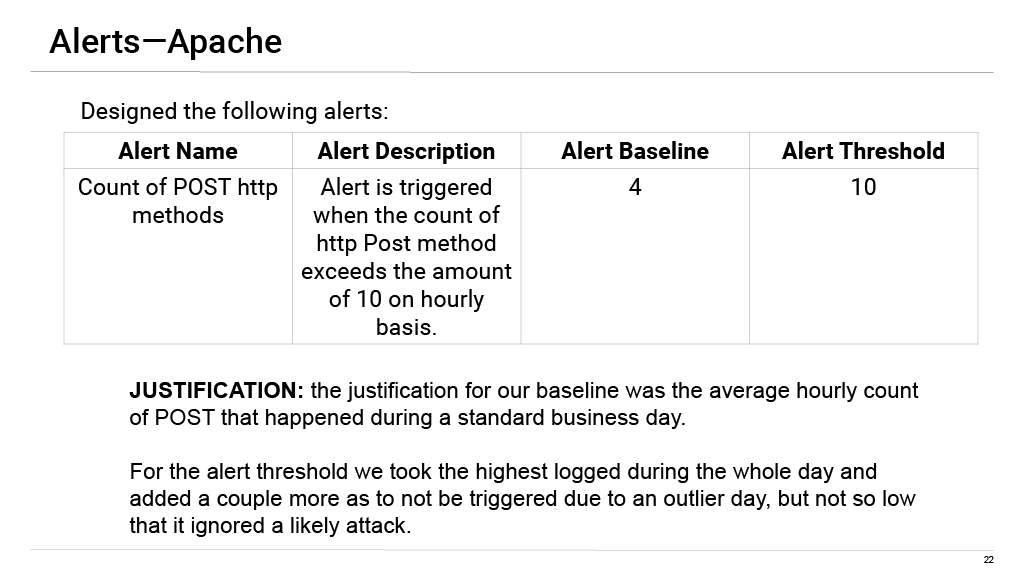 Alerts—Apache
Designed the following alerts:
Alert Name
Alert Description
Alert Baseline
Alert Threshold
Count of POST http
methods
Alert is triggered
when the count of
http Post method
exceeds the amount
of 10 on hourly
basis.
4
10
JUSTIFICATION: the justification for our baseline was the average hourly count
of POST that happened during a standard business day.
For the alert threshold we took the highest logged during the whole day and
added a couple more as to not be triggered due to an outlier day, but not so low
that it ignored a likely attack.
22